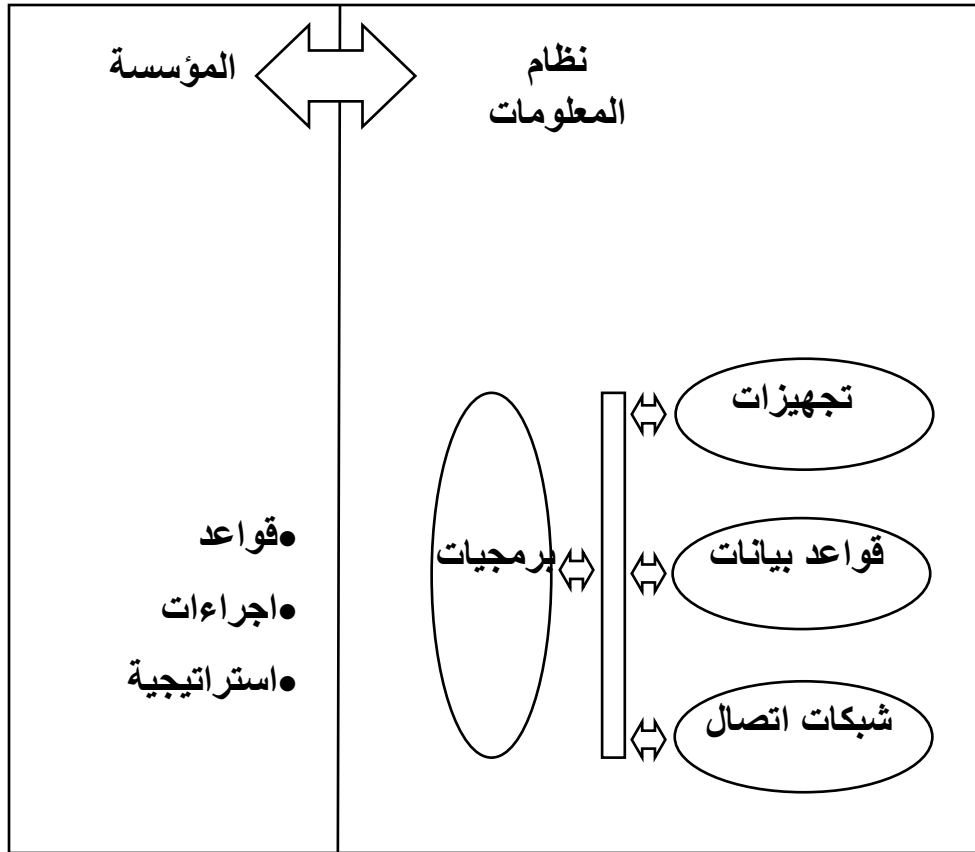 نظام
المعلومات
المؤسسة
تجهيزات
قواعد بيانات
شبكات اتصال
برمجيات
●قواعد
●اجراءات
●استراتيجية